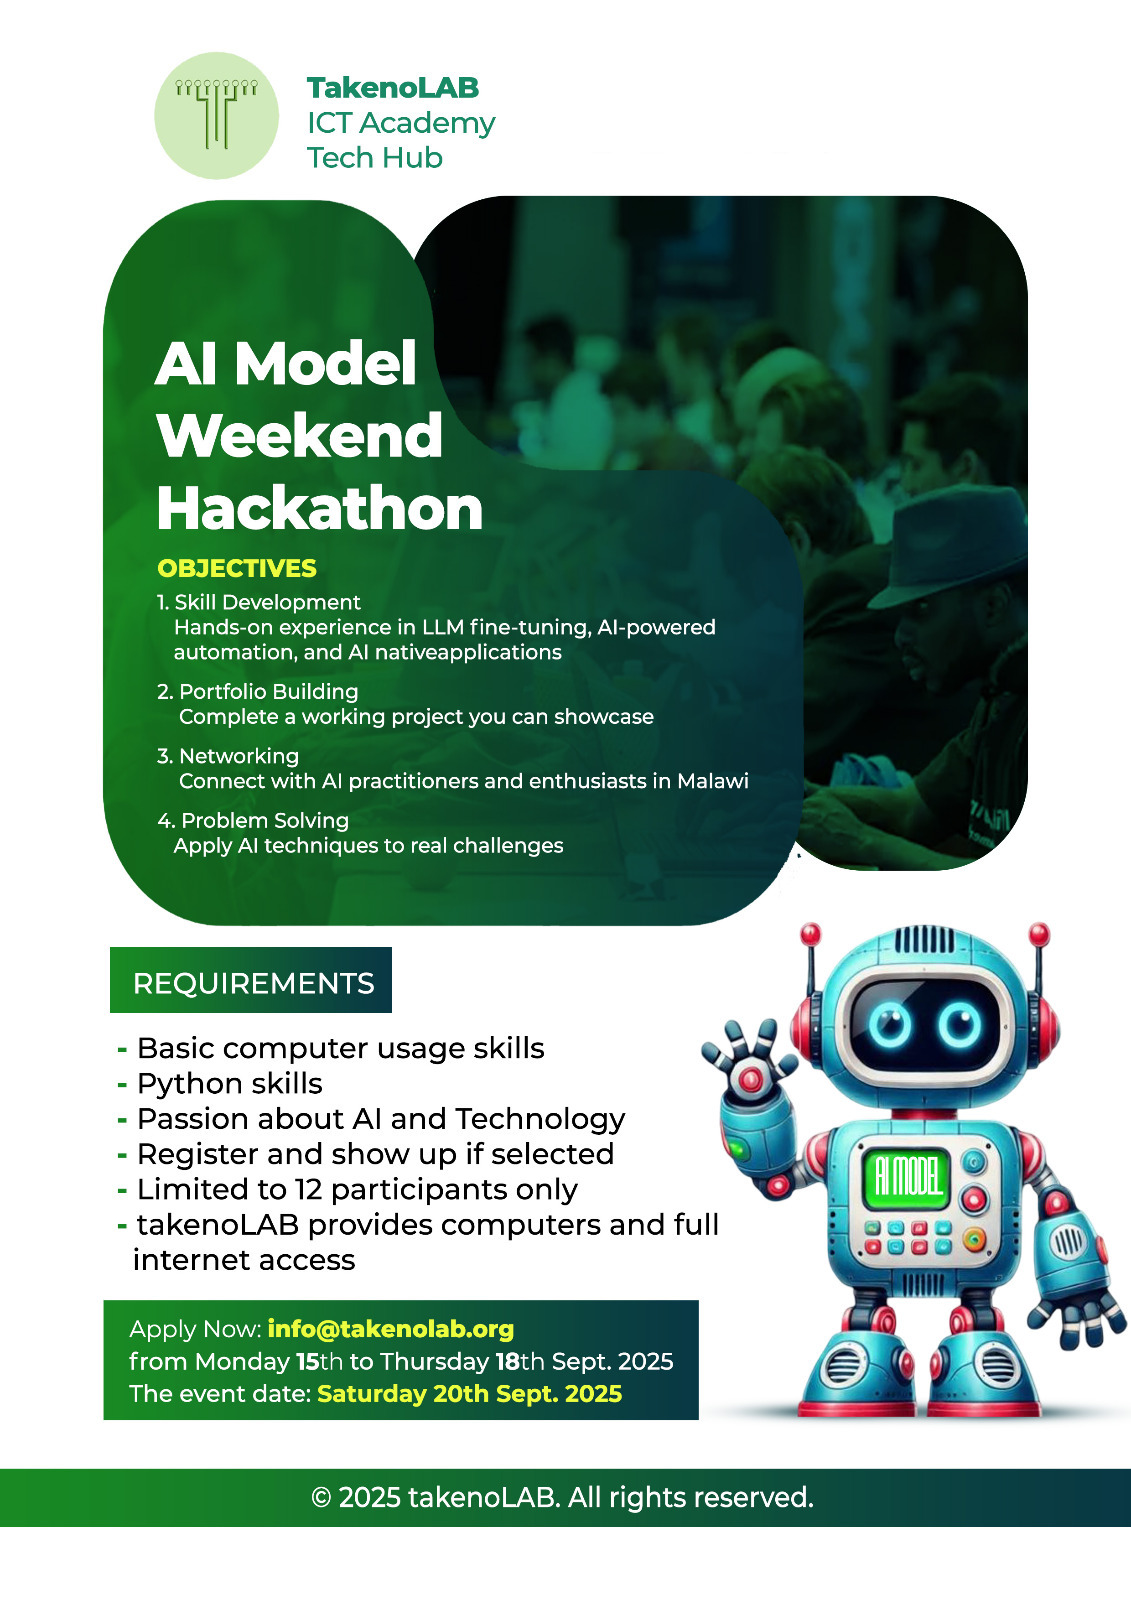 TakenoLAB
ICT Academy
Tech Hub
AI Model
Weekend
Hackathon
OBJECTIVES
1. Skill Development
Hands-on experience in LLM fine-tuning, AI-powered
automation, and AI nativeapplications
2. Portfolio Building
Complete a working project you can showcase
3. Networking
Connect with AI practitioners and enthusiasts in Malawi
4. Problem Solving
Apply AI techniques to real challenges
REQUIREMENTS
- Basic computer usage skills
- Python skills
- Passion about AI and Technology
- Register and show up if selected
- Limited to 12 participants only
- takenoLAB provides computers and full
internet access
AI MODEL
Apply Now: info@takenolab.org
from Monday 15th to Thursday 18th Sept. 2025
The event date: Saturday 20th Sept. 2025
© 2025 takenoLAB. All rights reserved.